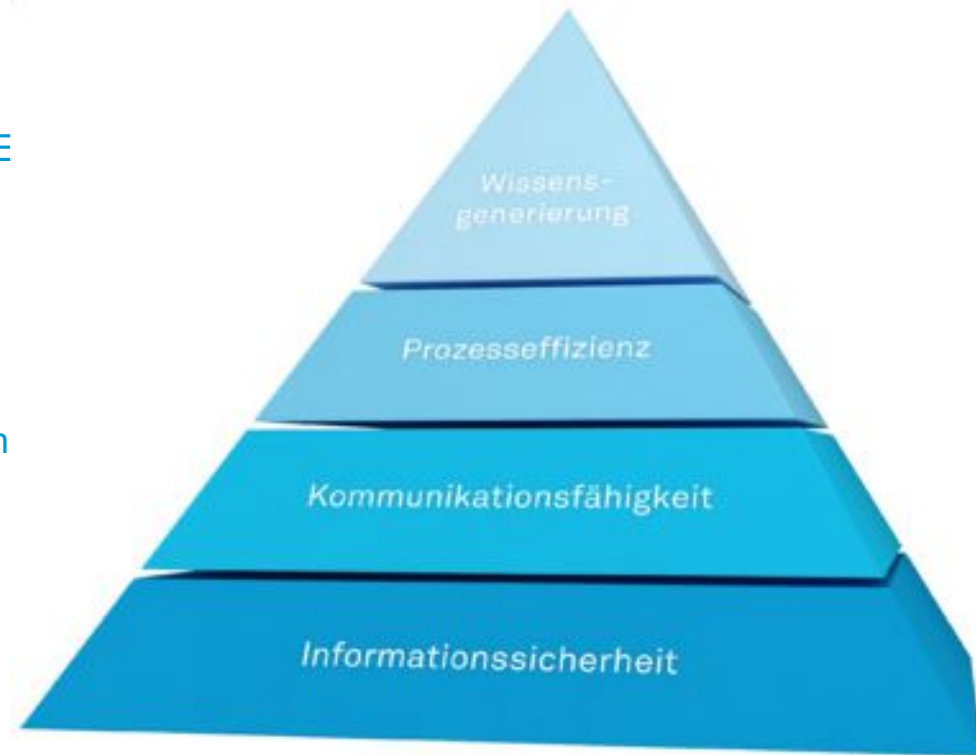 E
Wissens-
generierung
Prozesseffizienz
n
Kommunikationsfähigkeit
Informationssicherheit